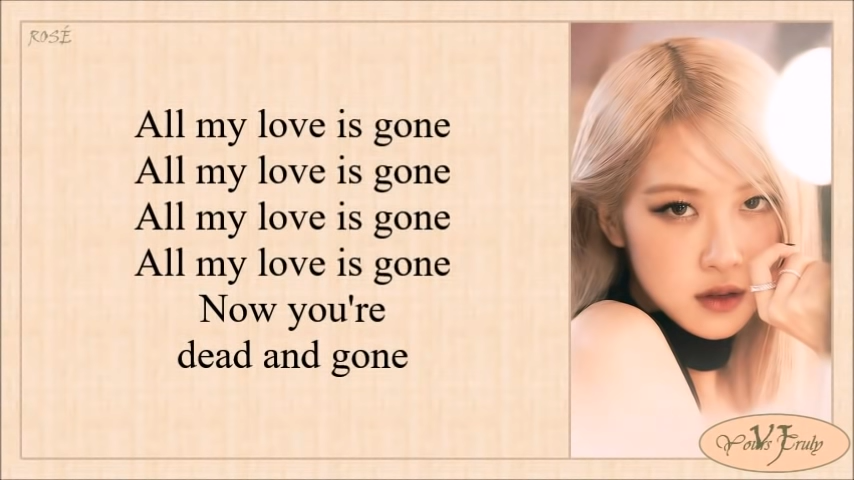 ROSÉ
All my love is gone
All my love is gone
All my love is gone
All my love is gone
Now you're
dead and gone
VJ
Yours Truly